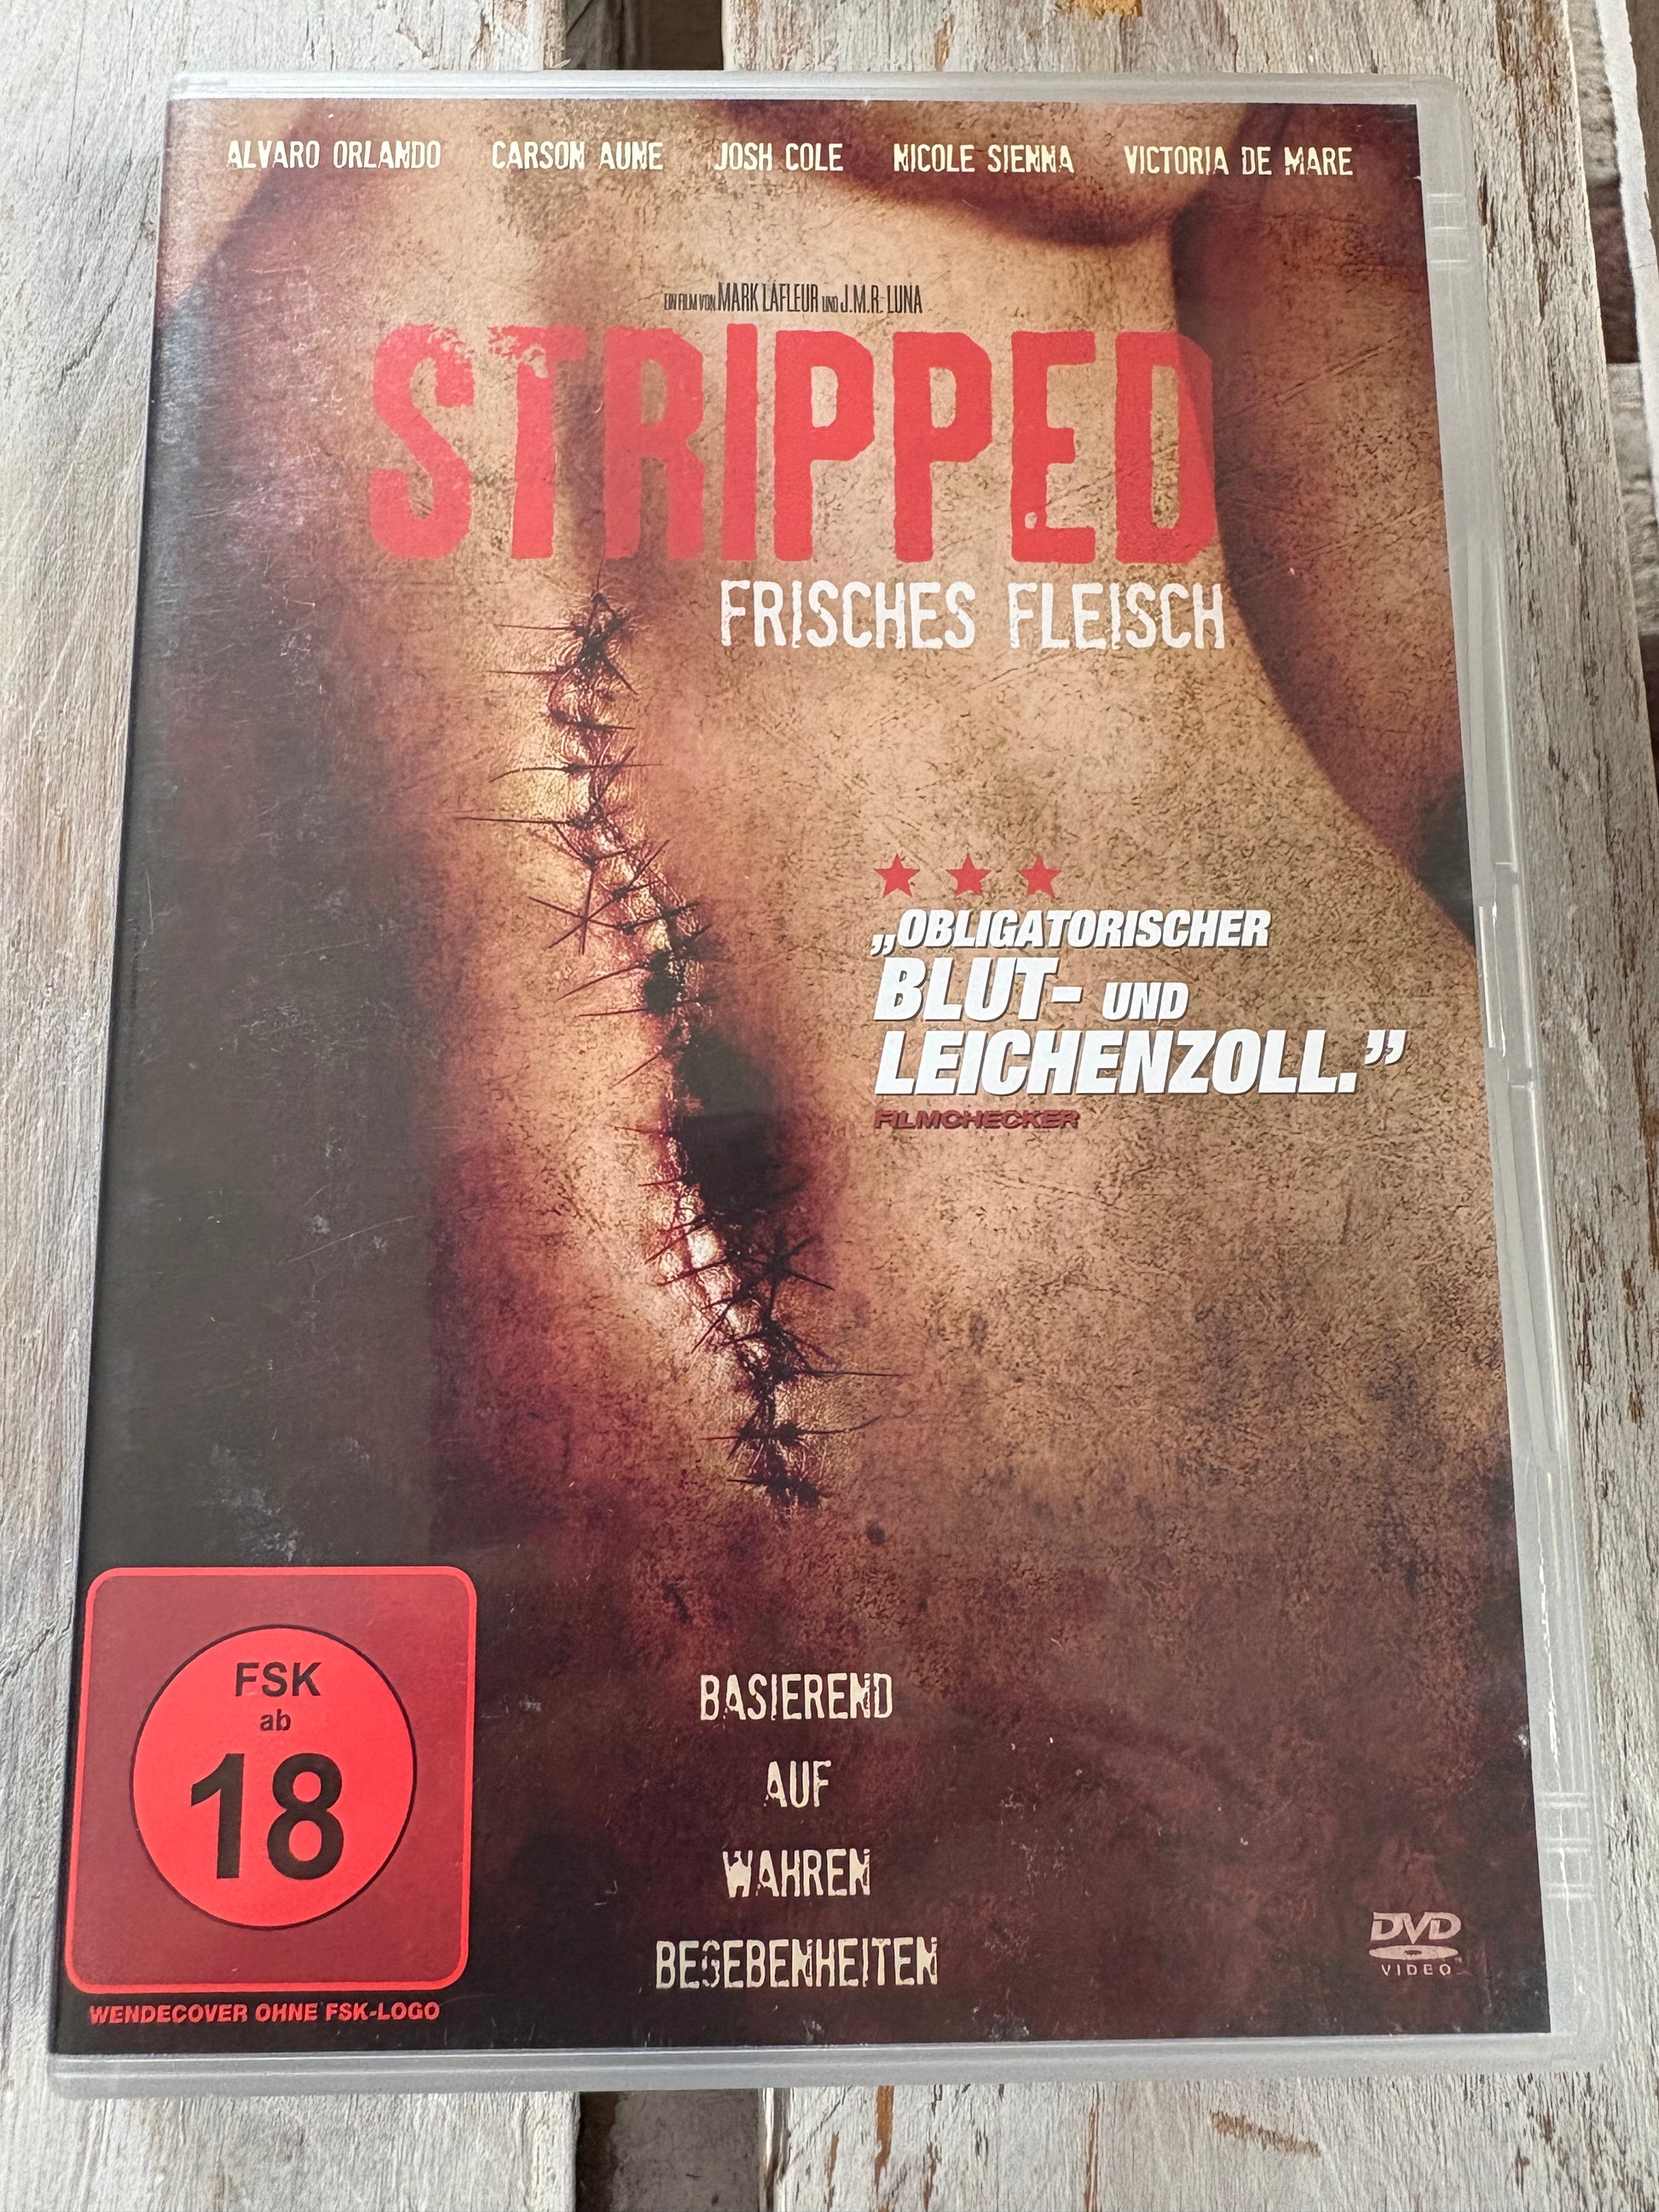 ALVARO ORLANDO CARSON AUNE JOSH COLE NICOLE SIENNA VICTORIA DE MARE
EIN FILM VON MARK LAFLEUR UND J.M.R. LUNA
STRIPPED
FRISCHES FLEISCH
„OBLIGATORISCHER
BLUT- UND
LEICHENZOLL.”
FILMCHECKER
FSK
ab
18
WENDECOVER OHNE FSK-LOGO
BASIEREND
AUF
WAHREN
BEGEBENHEITEN
DVD
VIDEO